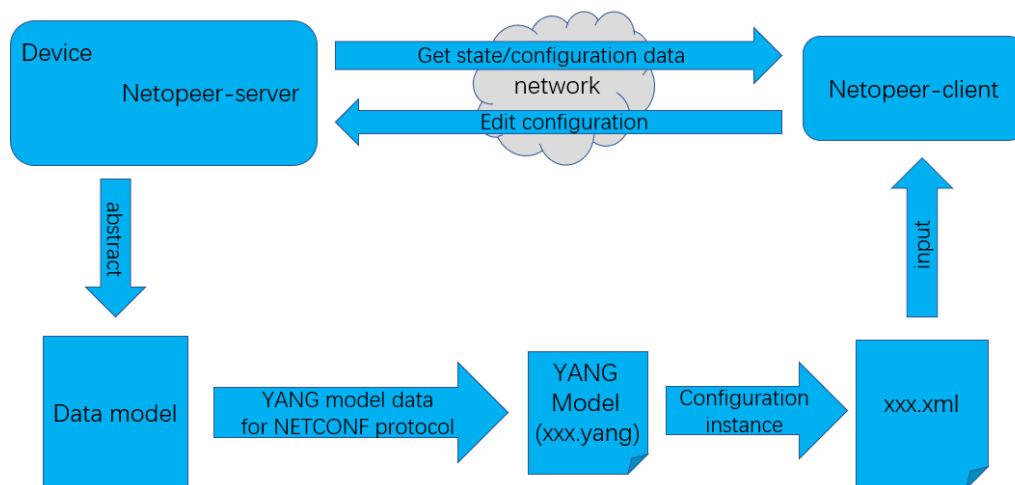 Device
Netopeer-server
Get state/configuration data
network
Edit configuration
Netopeer-client
abstract
input
Data model
YANG model data
for NETCONF protocol
YANG
Model
(xxx.yang)
Configuration
instance
xxx.xml